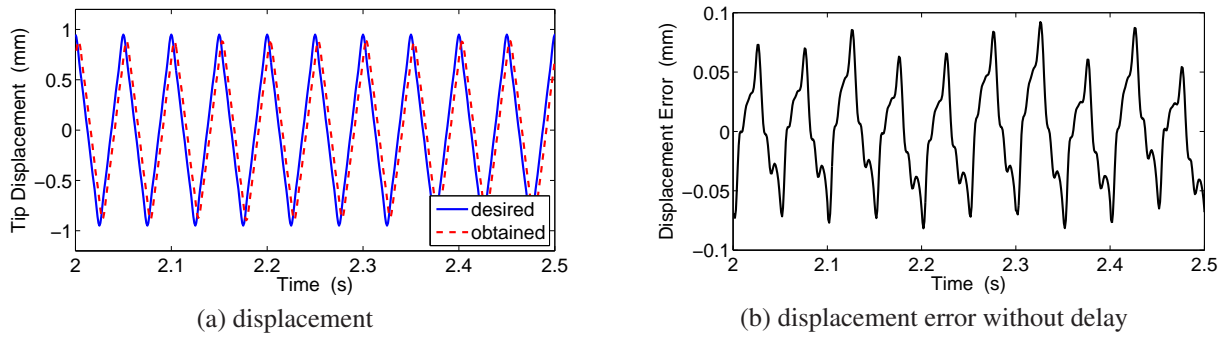 1
0.5
0
−0.5
−1
Tip Displacement (mm)
desired
obtained
2
2.1
2.2
2.3
2.4
2.5
Time (s)
(a) displacement
0.1
0.05
0
−0.05
−0.1
Displacement Error (mm)
2
2.1
2.2
2.3
2.4
2.5
Time (s)
(b) displacement error without delay